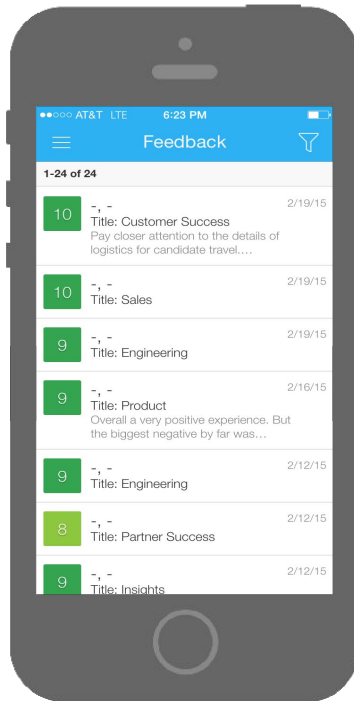 AT&T LTE 6:23 PM
Feedback
1-24 of 24
10 -, - 2/19/15
Title: Customer Success
Pay closer attention to the details of
logistics for candidate travel....
10 -, - 2/19/15
Title: Sales
9 -, - 2/19/15
Title: Engineering
9 -, - 2/16/15
Title: Product
Overall a very positive experience. But
the biggest negative by far was...
9 -, - 2/12/15
Title: Engineering
8 -, - 2/12/15
Title: Partner Success
9 -, - 2/12/15
Title: Insights